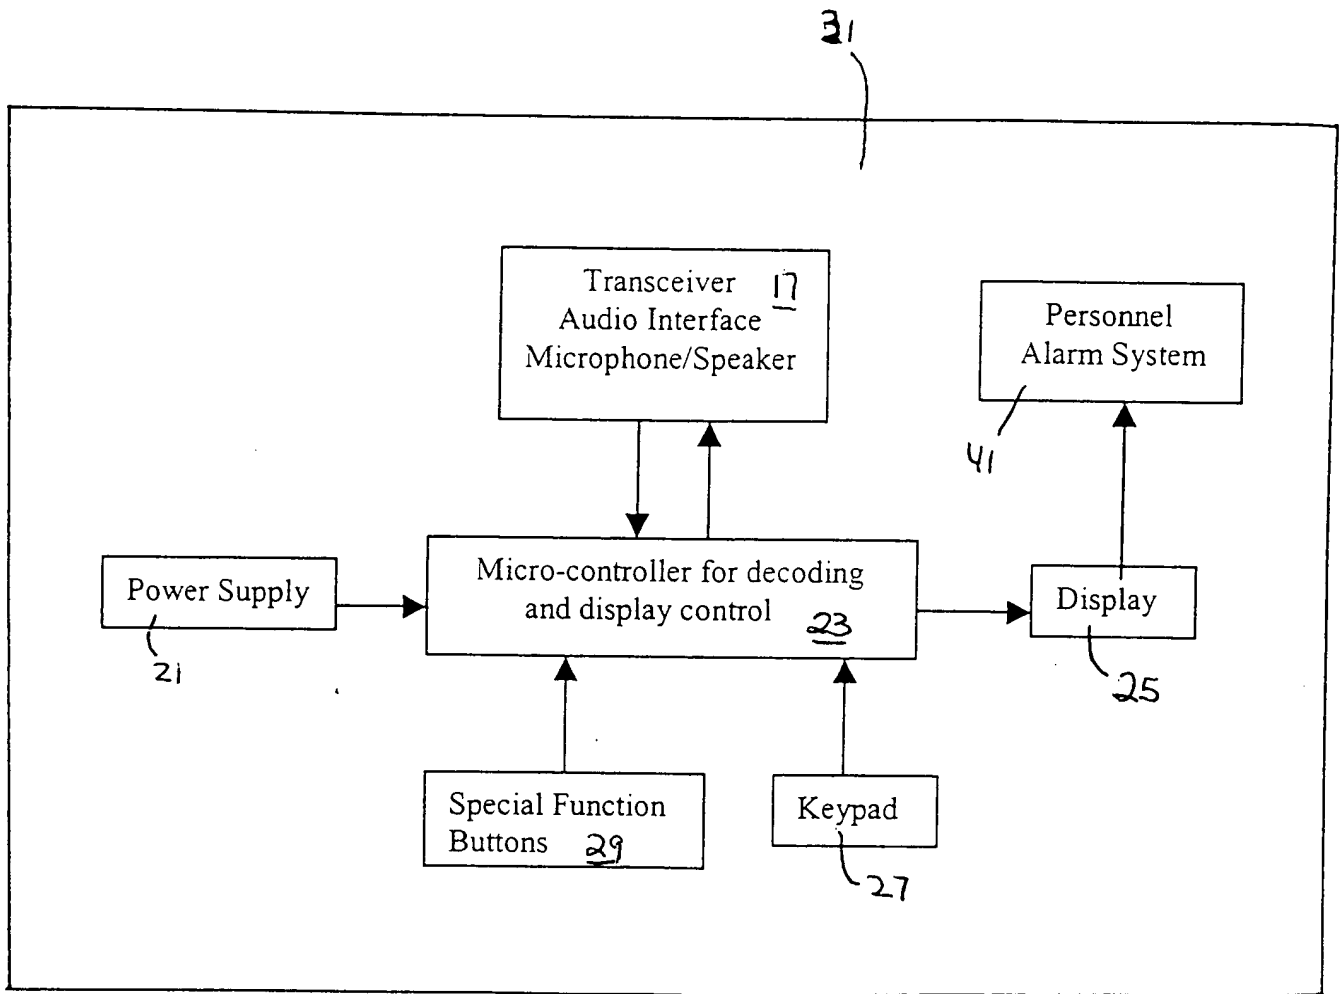 31
Transceiver 17
Audio Interface
Microphone/Speaker
Personnel
Alarm System
41
Power Supply
21
Micro-controller for decoding
and display control 23
Display
25
Special Function
Buttons 29
Keypad
27